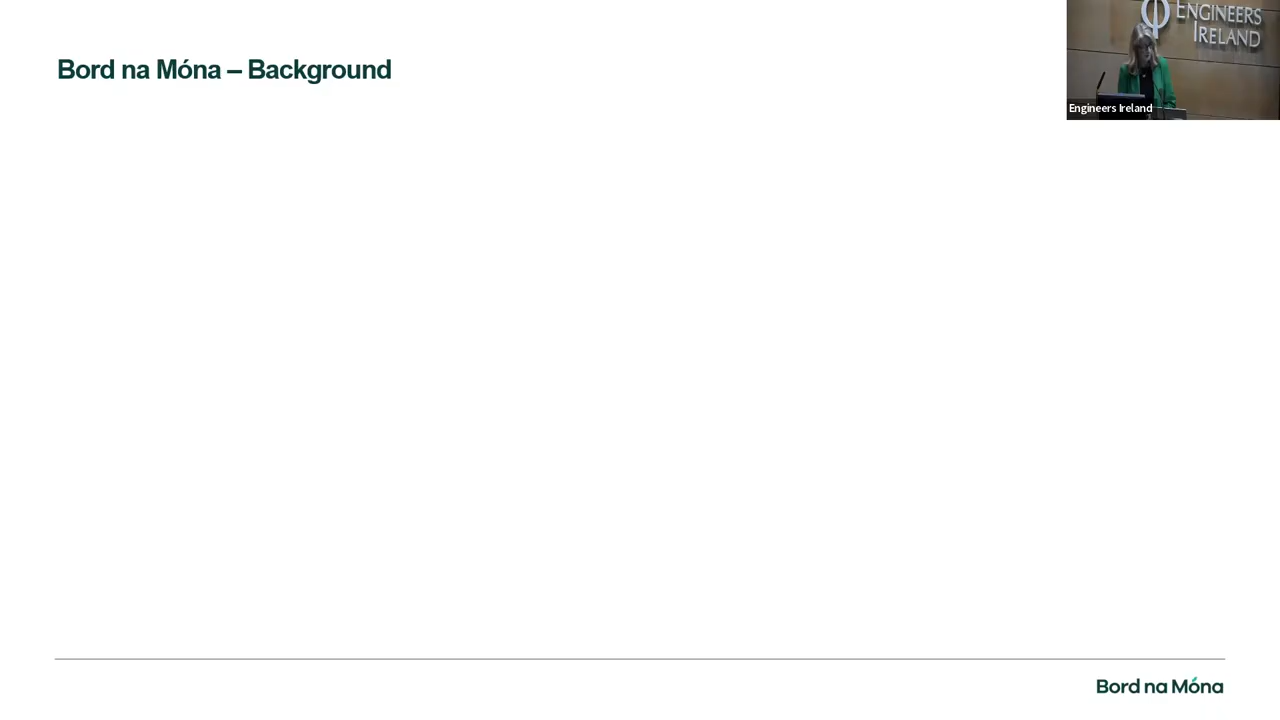 Bord na Móna – Background
ENGINEERS
IRELAND
Engineers Ireland
Bord na Móna